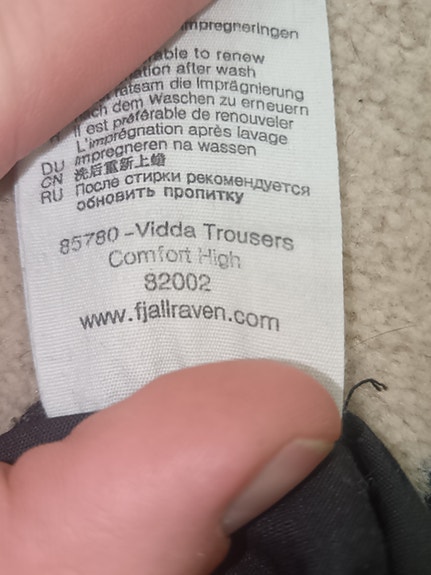 impregneringen
able to renew
ation after wash
ratsam die Imprägnierung
nach dem Waschen zu erneuern
Il est préférable de renouveler
L'imprégnation après lavage
DU Impregneren na wassen
CN 洗后重新上蜡
RU После стирки рекомендуется
обновить пропитку
85780 -Vidda Trousers
Comfort High
82002
www.fjallraven.com